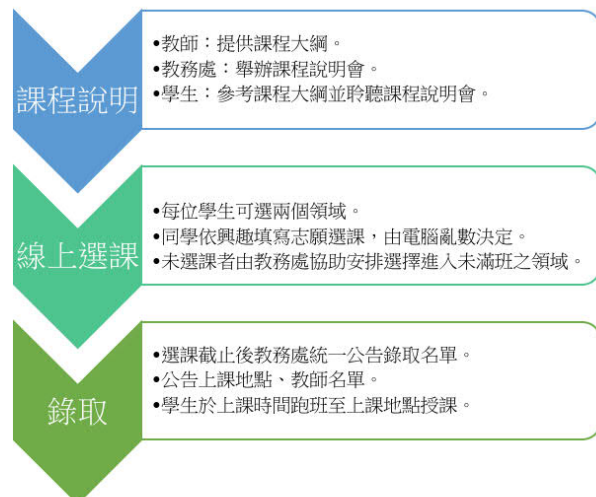 課程說明
•教師：提供課程大綱。
•教務處：舉辦課程說明會。
•學生：參考課程大綱並聆聽課程說明會。
線上選課
•每位學生可選兩個領域。
•同學依興趣填寫志願選課，由電腦亂數決定。
•未選課者由教務處協助安排選擇進入未滿班之領域。
錄取
•選課截止後教務處統一公告錄取名單。
•公告上課地點、教師名單。
•學生於上課時間跑班至上課地點授課。